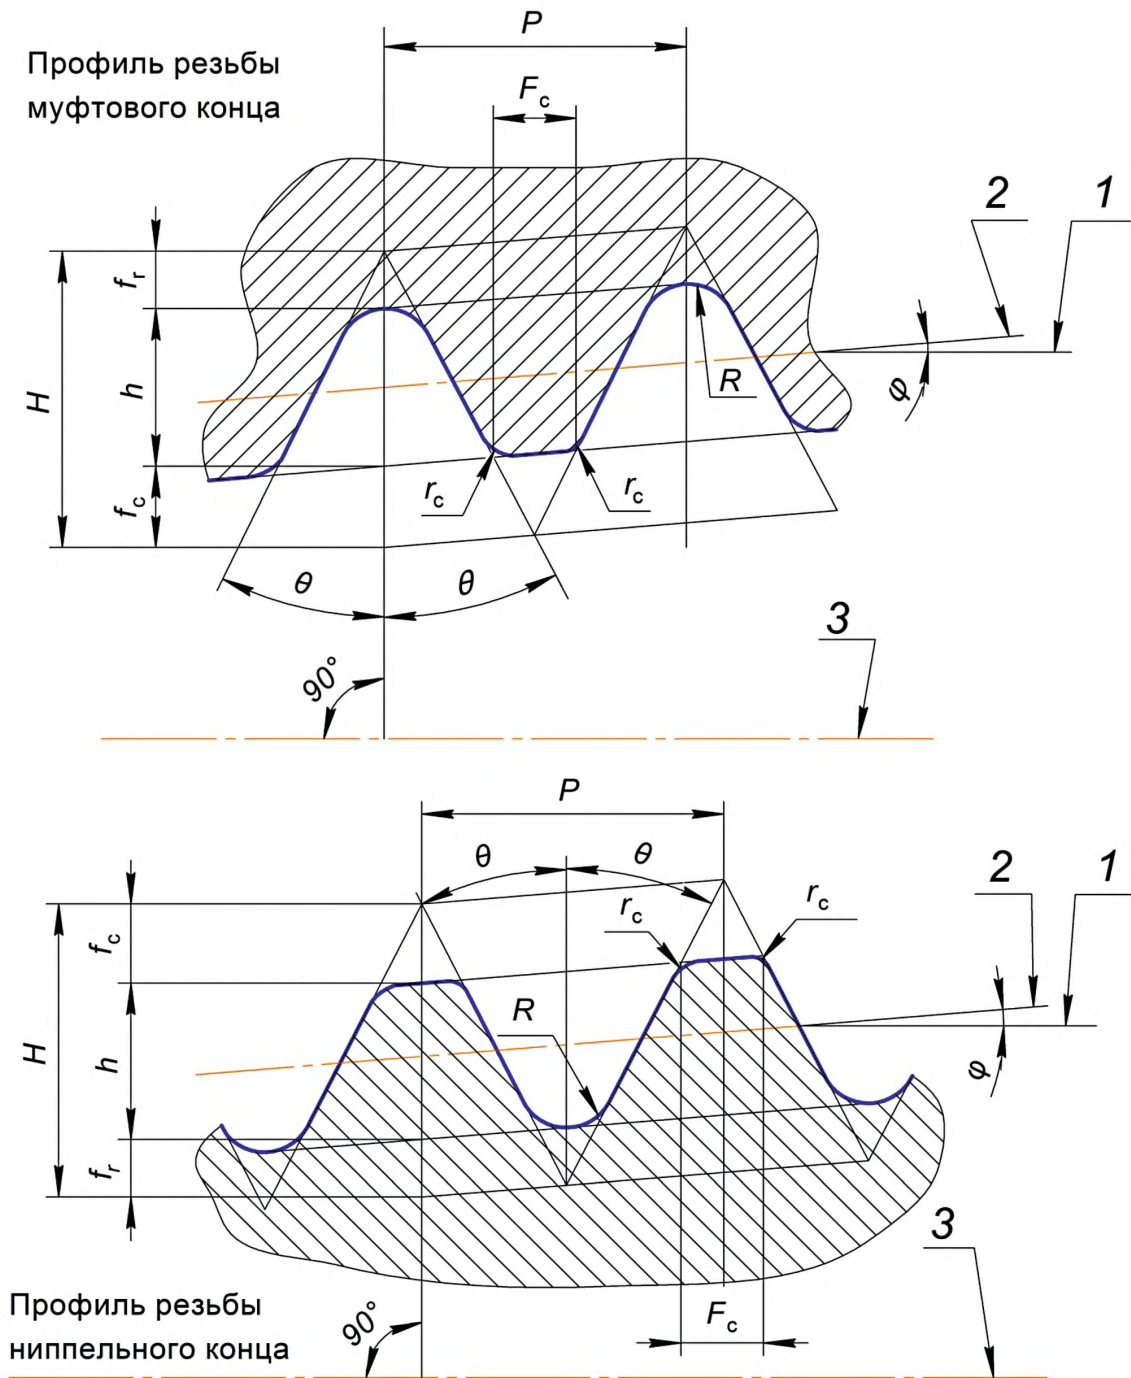 P
Профиль резьбы
муфтового конца
F_c
2
1
f_r
H
h
R
φ
f_c
r_c
r_c
θ
θ
3
90°
P
θ
θ
2
1
r_c
r_c
f_c
R
H
h
φ
f_r
3
Профиль резьбы
ниппельного конца
90°
F_c